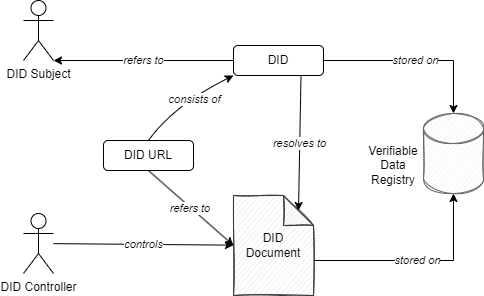 refers to
DID
stored on
DID Subject
consists of
resolves to
DID URL
Verifiable
Data
Registry
refers to
DID
Document
controls
stored on
DID Controller